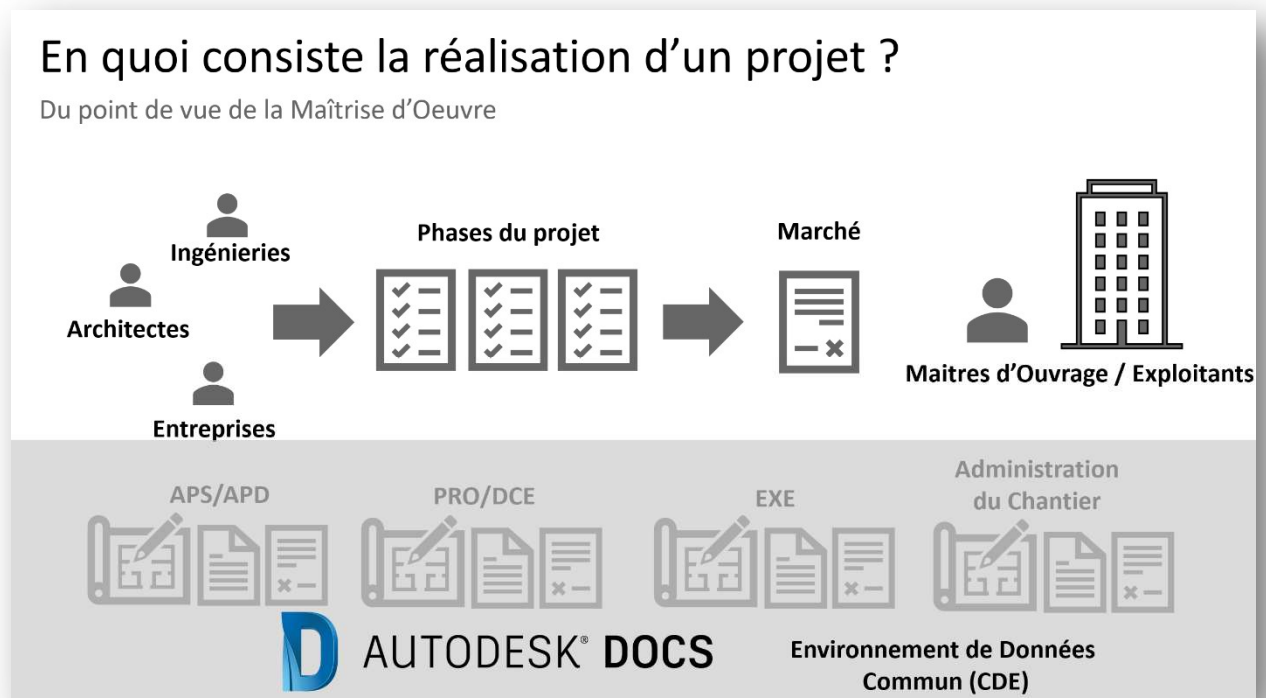 En quoi consiste la réalisation d'un projet ?
Du point de vue de la Maîtrise d'Oeuvre
Ingénieries
Architectes
Entreprises
Phases du projet
Marché
Maitres d'Ouvrage / Exploitants
APS/APD
PRO/DCE
EXE
Administration
du Chantier
AUTODESK® DOCS
Environnement de Données
Commun (CDE)